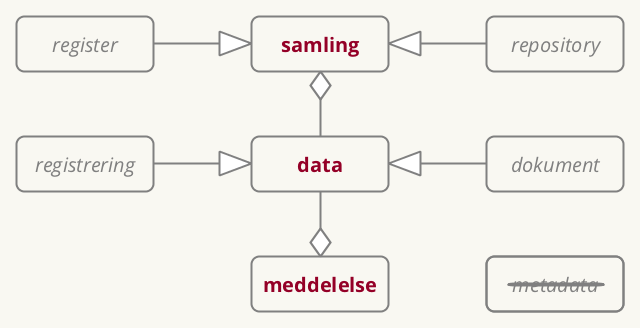 register
samling
repository
registrering
data
dokument
meddelelse
metadata